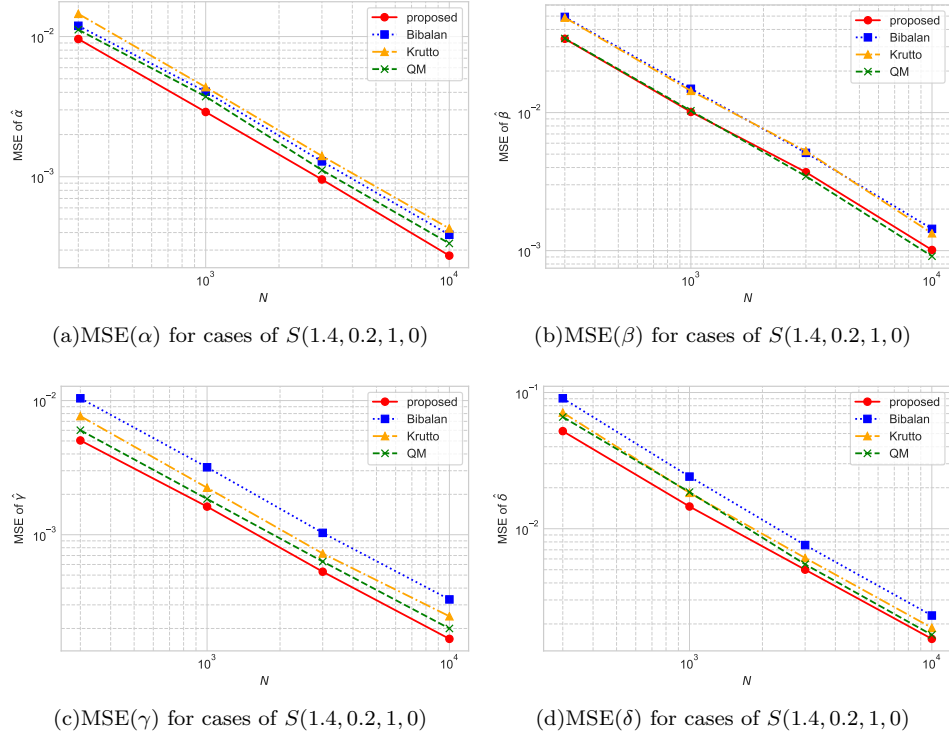 10⁻²
10⁻³
MSE of α̂
proposed
Bibalan
Krutto
QM
10³
10⁴
N
(a)MSE(α) for cases of S(1.4, 0.2, 1, 0)
10⁻²
10⁻³
MSE of β̂
proposed
Bibalan
Krutto
QM
10³
10⁴
N
(b)MSE(β) for cases of S(1.4, 0.2, 1, 0)
10⁻²
10⁻³
MSE of γ̂
proposed
Bibalan
Krutto
QM
10³
10⁴
N
(c)MSE(γ) for cases of S(1.4, 0.2, 1, 0)
10⁻¹
10⁻²
MSE of δ̂
proposed
Bibalan
Krutto
QM
10³
10⁴
N
(d)MSE(δ) for cases of S(1.4, 0.2, 1, 0)